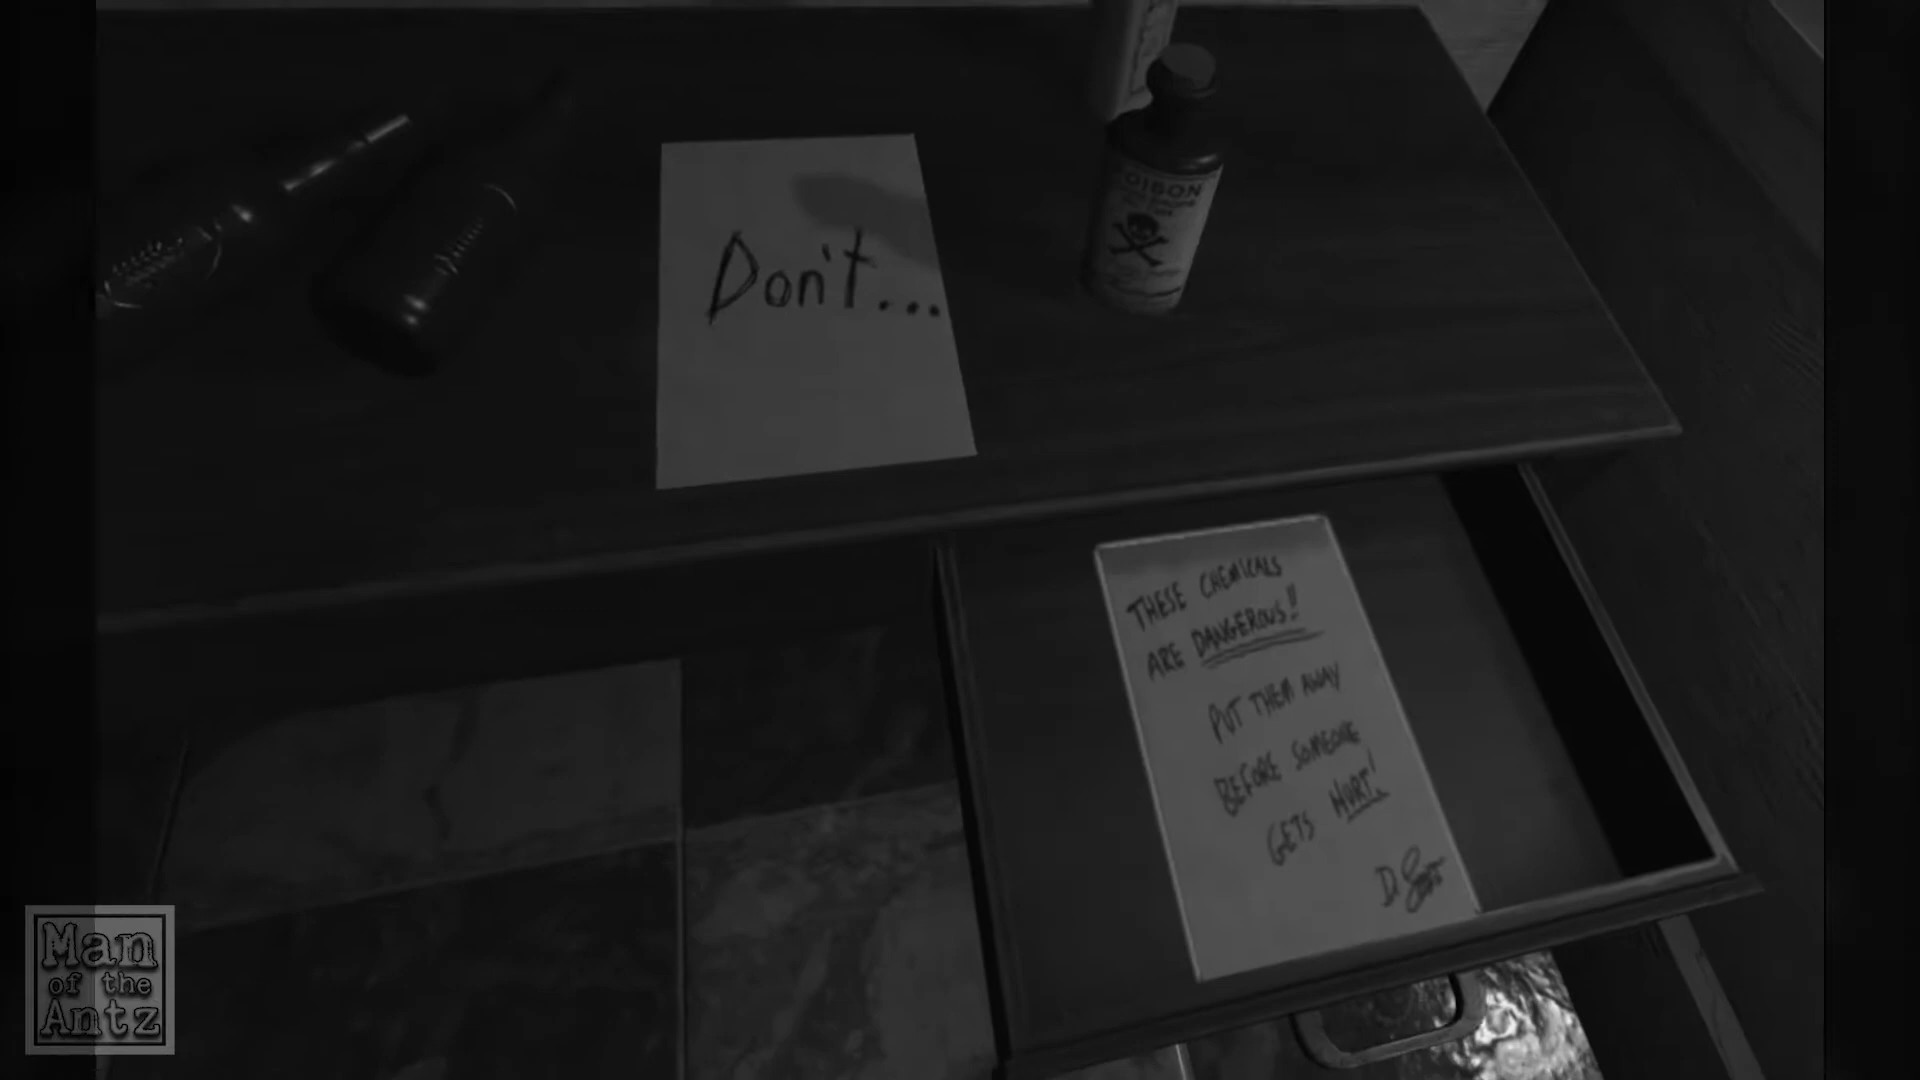 Don't...
POISON
THESE CHEMICALS
ARE DANGEROUS!!
PUT THEM AWAY
BEFORE SOMEONE
GETS HURT!
D.
Man
of the
Antz